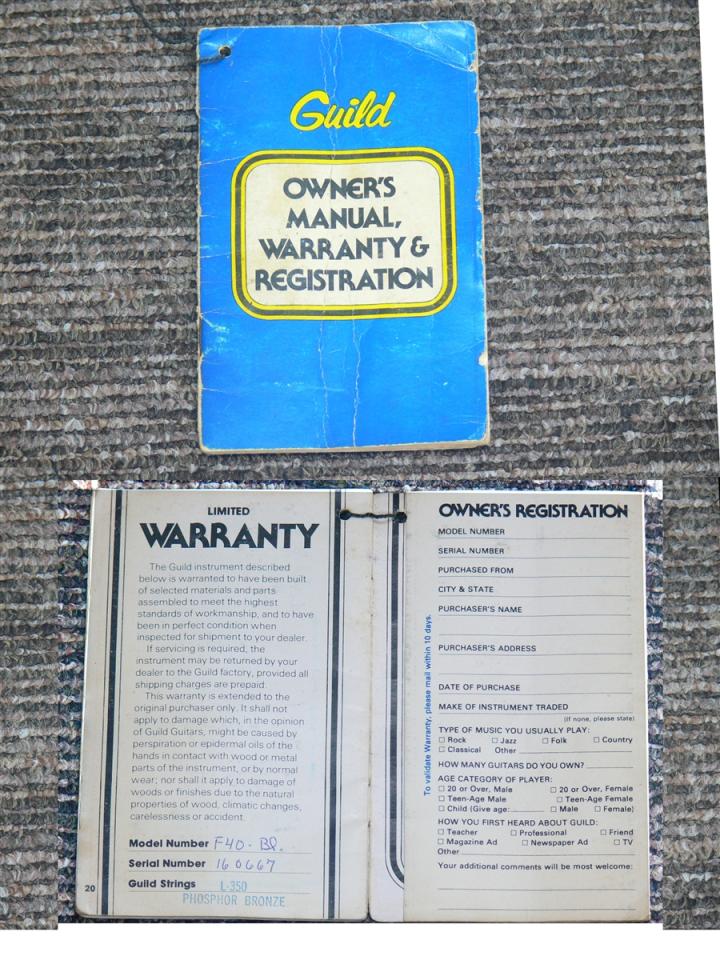 Guild
OWNER'S
MANUAL,
WARRANTY &
REGISTRATION
LIMITED
WARRANTY
The Guild instrument described
below is warranted to have been built
of selected materials and parts
assembled to meet the highest
standards of workmanship, and to have
been in perfect condition when
inspected for shipment to your dealer.
If servicing is required, the
instrument may be returned by your
dealer to the Guild factory, provided all
shipping charges are prepaid.
This warranty is extended to the
original purchaser only. It shall not
apply to damage which, in the opinion
of Guild Guitars, might be caused by
perspiration or epidermal oils of the
hands in contact with wood or metal
parts of the instrument, or by normal
wear; nor shall it apply to damage of
woods or finishes due to the natural
properties of wood, climatic changes,
carelessness or accident.
Model Number F40-Bl.
Serial Number 160667
Guild Strings L-350
PHOSPHOR BRONZE
20
OWNER'S REGISTRATION
MODEL NUMBER
SERIAL NUMBER
PURCHASED FROM
CITY & STATE
PURCHASER'S NAME
PURCHASER'S ADDRESS
DATE OF PURCHASE
MAKE OF INSTRUMENT TRADED
(If none, please state)
TYPE OF MUSIC YOU USUALLY PLAY:
Rock Jazz Folk Country
Classical Other
HOW MANY GUITARS DO YOU OWN?
AGE CATEGORY OF PLAYER:
20 or Over, Male 20 or Over, Female
Teen-Age Male Teen-Age Female
Child (Give age: Male Female)
HOW YOU FIRST HEARD ABOUT GUILD:
Teacher Professional Friend
Magazine Ad Newspaper Ad TV
Other
Your additional comments will be most welcome:
To validate Warranty, please mail within 10 days.